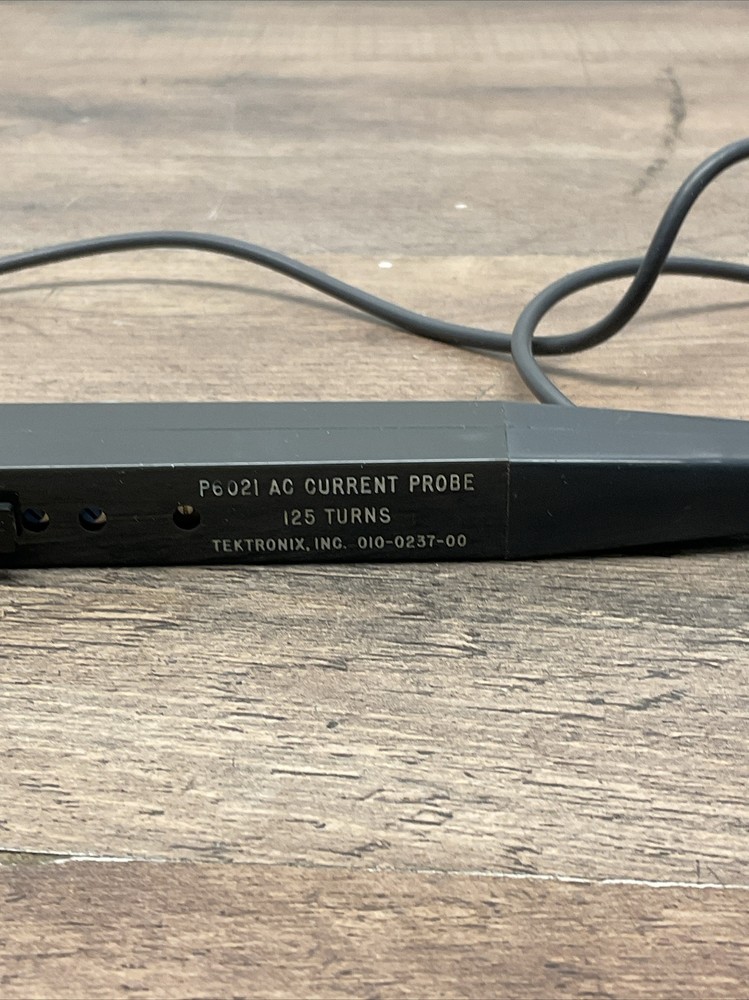 P6021 AC CURRENT PROBE
125 TURNS
TEKTRONIX, INC. 010-0237-00